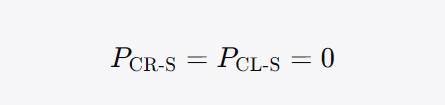 P_CR-S = P_CL-S = 0